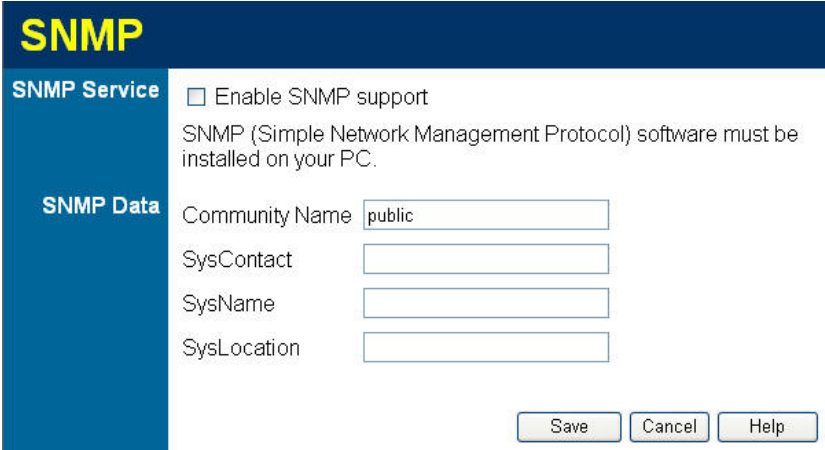 SNMP
SNMP Service
Enable SNMP support
SNMP (Simple Network Management Protocol) software must be
installed on your PC.
SNMP Data
Community Name public
SysContact
SysName
SysLocation
Save Cancel Help